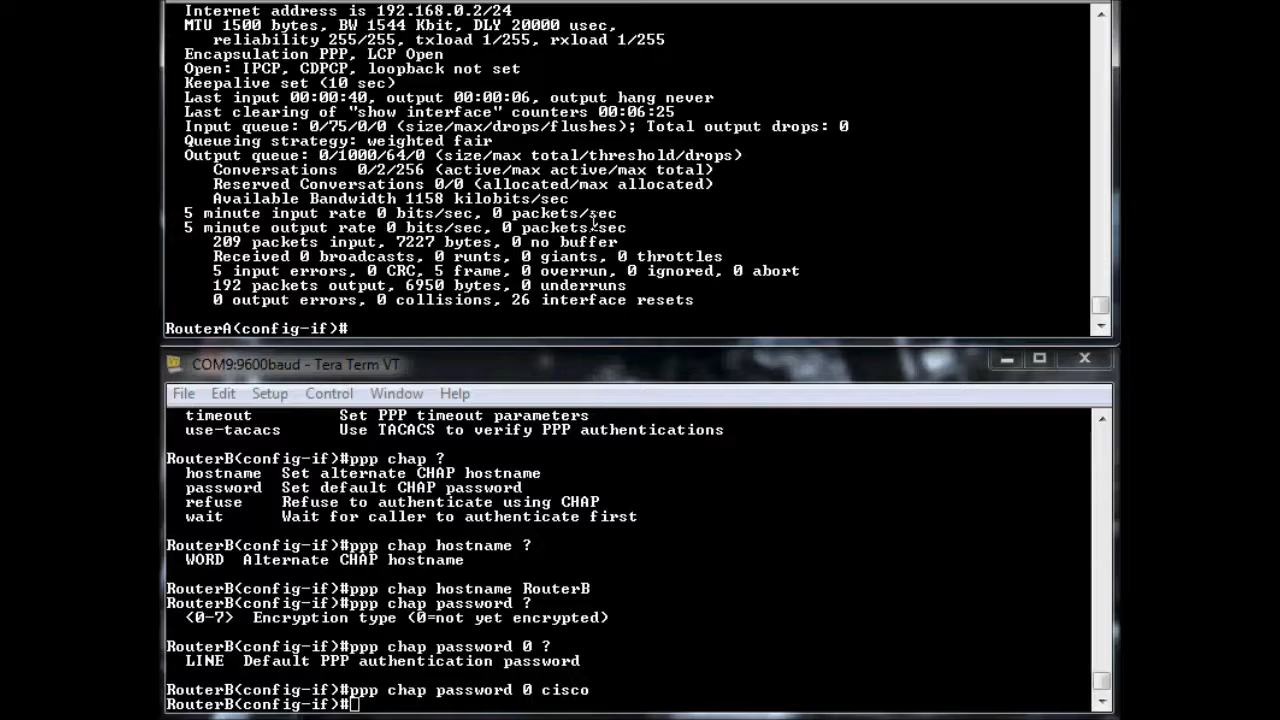 Internet address is 192.168.0.2/24
MTU 1500 bytes, BW 1544 Kbit, DLY 20000 usec,
reliability 255/255, txload 1/255, rxload 1/255
Encapsulation PPP, LCP Open
Open: IPCP, CDPCP, loopback not set
Keepalive set (10 sec)
Last input 00:00:40, output 00:00:06, output hang never
Last clearing of "show interface" counters 00:06:25
Input queue: 0/75/0/0 (size/max/drops/flushes); Total output drops: 0
Queueing strategy: weighted fair
Output queue: 0/1000/64/0 (size/max total/threshold/drops)
Conversations  0/2/256 (active/max active/max total)
Reserved Conversations 0/0 (allocated/max allocated)
Available Bandwidth 1158 kilobits/sec
5 minute input rate 0 bits/sec, 0 packets/sec
5 minute output rate 0 bits/sec, 0 packets/sec
209 packets input, 7227 bytes, 0 no buffer
Received 0 broadcasts, 0 runts, 0 giants, 0 throttles
5 input errors, 0 CRC, 5 frame, 0 overrun, 0 ignored, 0 abort
192 packets output, 6950 bytes, 0 underruns
0 output errors, 0 collisions, 26 interface resets
RouterA(config-if)#
COM9:9600baud - Tera Term VT
File Edit Setup Control Window Help
timeout Set PPP timeout parameters
use-tacacs Use TACACS to verify PPP authentications
RouterB(config-if)#ppp chap ?
hostname Set alternate CHAP hostname
password Set default CHAP password
refuse Refuse to authenticate using CHAP
wait Wait for caller to authenticate first
RouterB(config-if)#ppp chap hostname ?
WORD Alternate CHAP hostname
RouterB(config-if)#ppp chap hostname RouterB
RouterB(config-if)#ppp chap password ?
<0-7> Encryption type (0=not yet encrypted)
RouterB(config-if)#ppp chap password 0 ?
LINE Default PPP authentication password
RouterB(config-if)#ppp chap password 0 cisco
RouterB(config-if)#